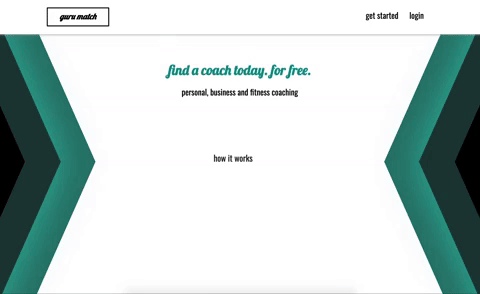 guru match
get started
login
find a coach today. for free.
personal, business and fitness coaching
how it works